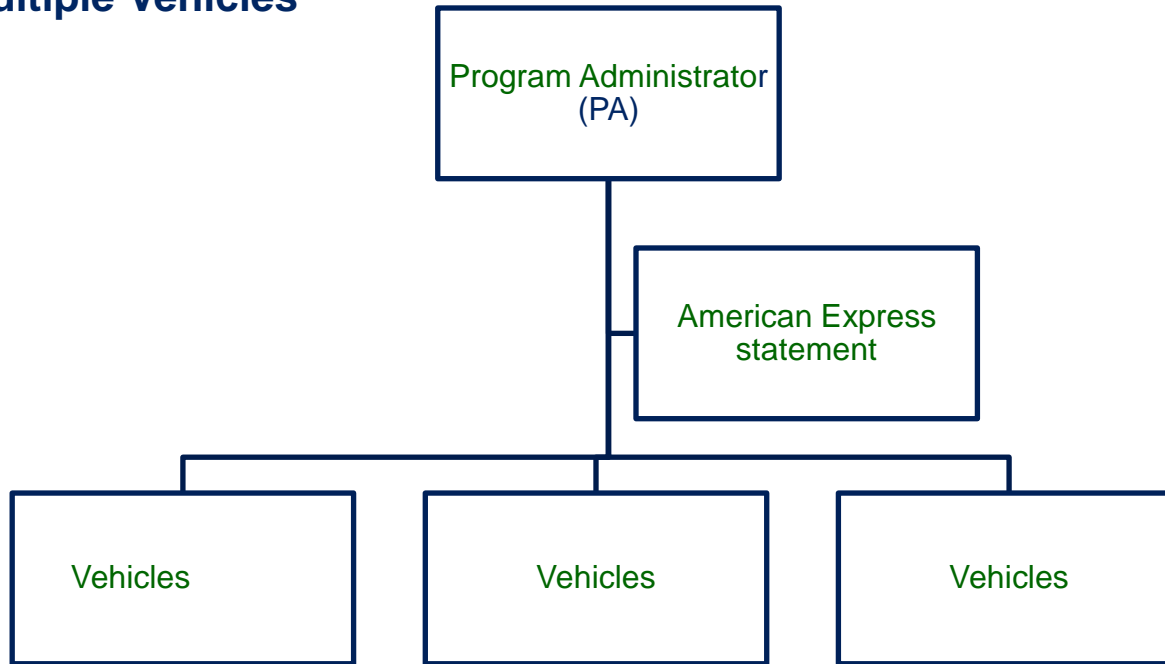 ultiple Vehicles
Program Administrator
(PA)
American Express
statement
Vehicles
Vehicles
Vehicles